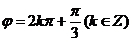 φ = 2kπ + π/3 (k ∈ Z)